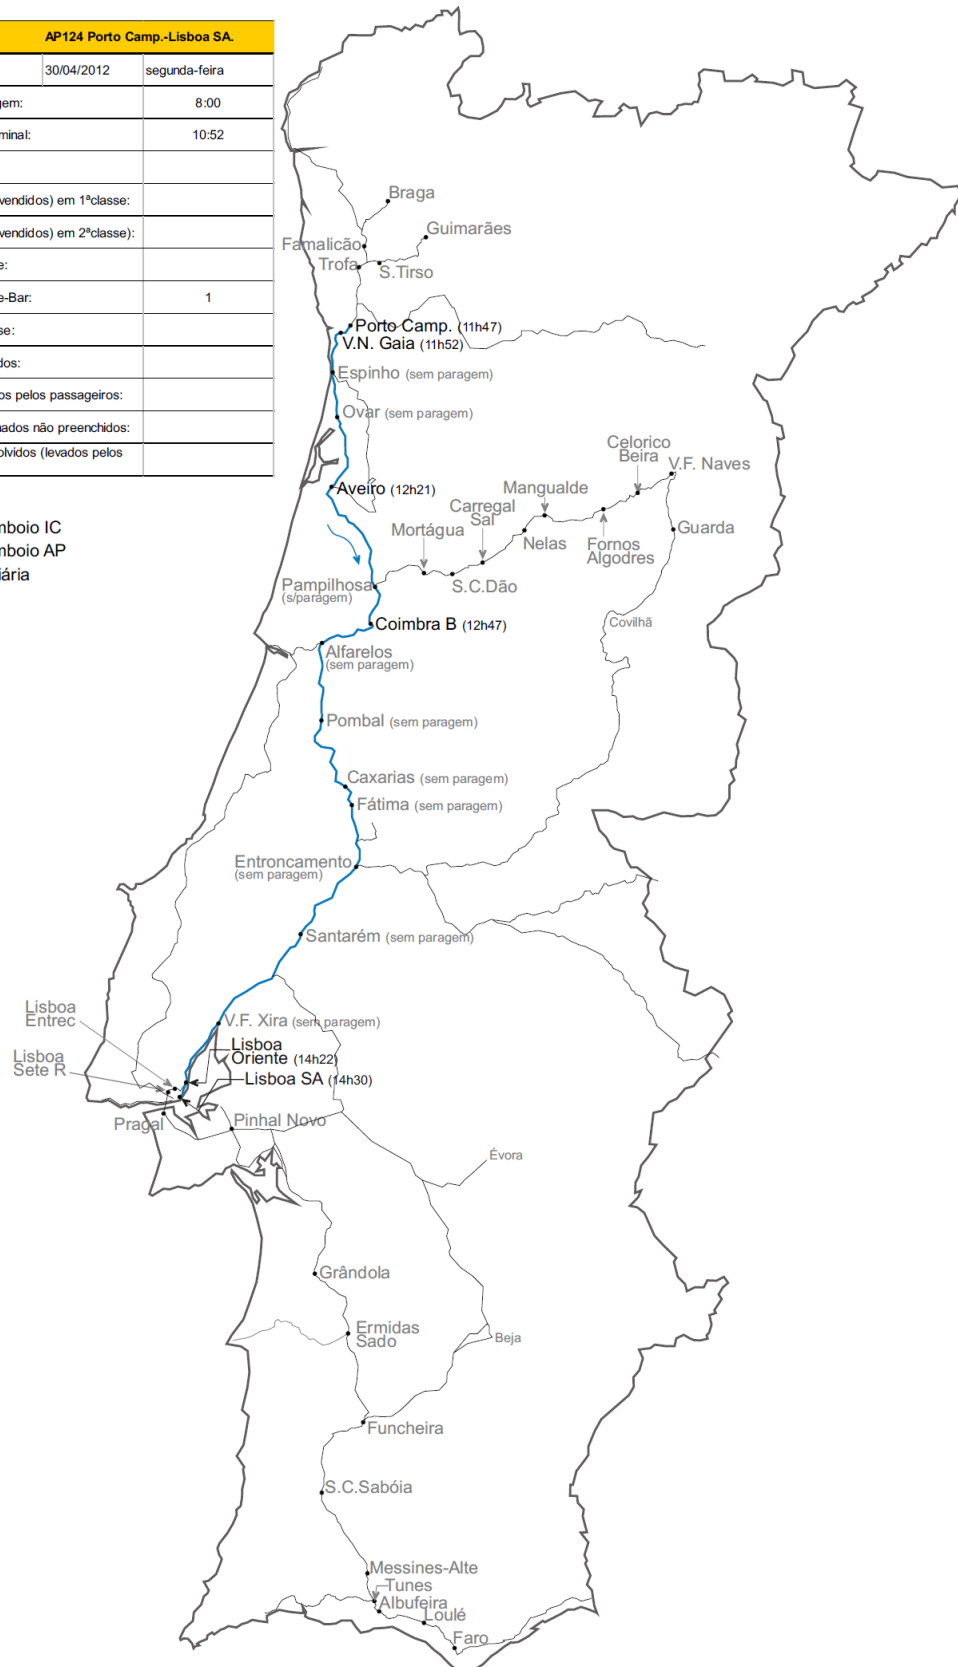 AP124 Porto Camp.-Lisboa SA.
30/04/2012 segunda-feira
gem: 8:00
minal: 10:52
vendidos) em 1ªclasse:
vendidos) em 2ªclasse):
e:
e-Bar: 1
se:
dos:
os pelos passageiros:
nados não preenchidos:
olvidos (levados pelos
mboio IC
mboio AP
iária
Braga
Guimarães
Famalicão
Trofa
S.Tirso
Porto Camp. (11h47)
V.N. Gaia (11h52)
Espinho (sem paragem)
Ovar (sem paragem)
Celorico
Beira
V.F. Naves
Aveiro (12h21)
Mangualde
Carregal
Sal
Mortágua
Nelas
Fornos
Algodres
Guarda
Pampilhosa
(s/paragem)
S.C.Dão
Coimbra B (12h47)
Covilhã
Alfarelos
(sem paragem)
Pombal (sem paragem)
Caxarias (sem paragem)
Fátima (sem paragem)
Entroncamento
(sem paragem)
Santarém (sem paragem)
Lisboa
Entrec
V.F. Xira (sem paragem)
Lisboa
Oriente (14h22)
Lisboa
Sete R
Lisboa SA (14h30)
Pragal
Pinhal Novo
Évora
Grândola
Ermidas
Sado
Beja
Funcheira
S.C.Sabóia
Messines-Alte
Tunes
Albufeira
Loulé
Faro